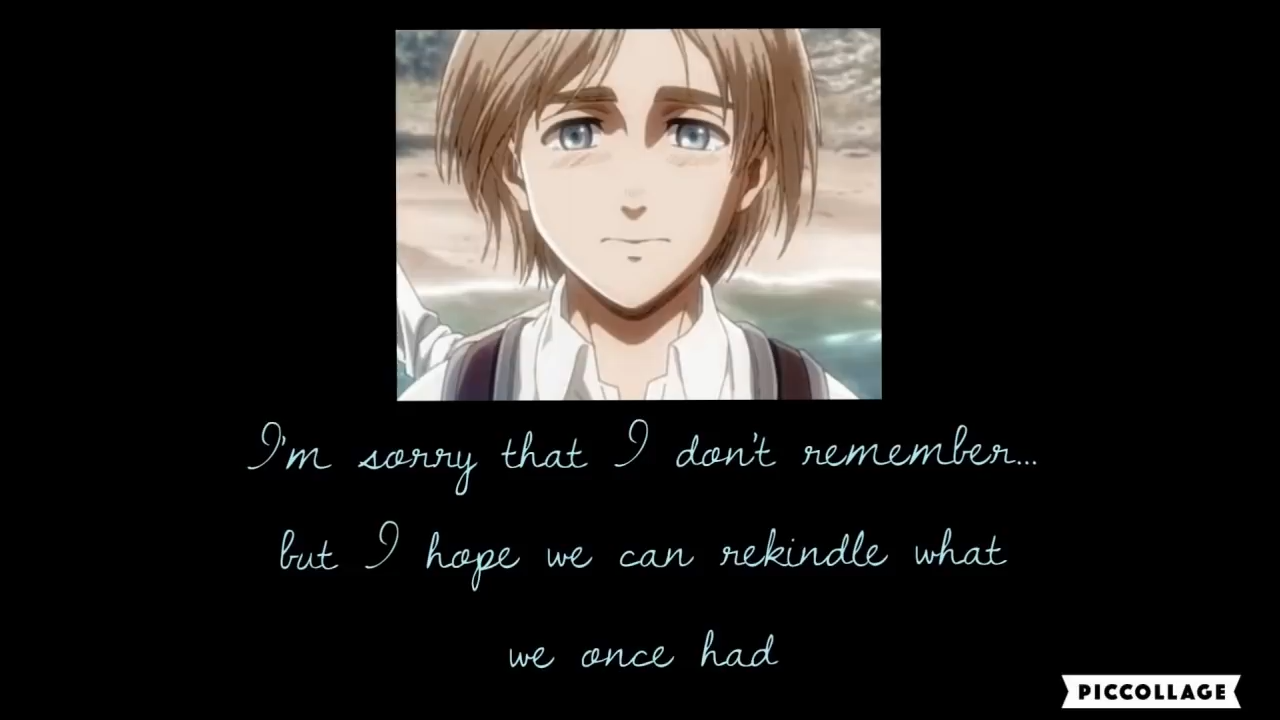 I'm sorry that I don't remember...
but I hope we can rekindle what
we once had
PICCOLLAGE